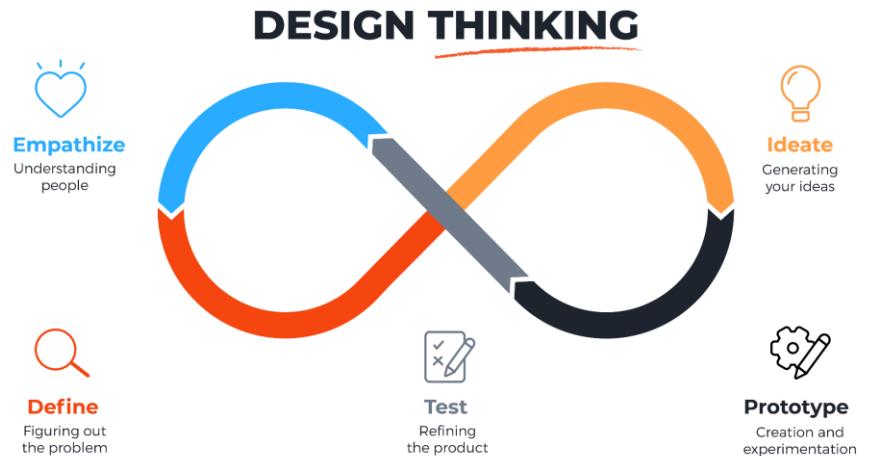 DESIGN THINKING
Empathize
Understanding
people
Ideate
Generating
your ideas
Define
Figuring out
the problem
Test
Refining
the product
Prototype
Creation and
experimentation